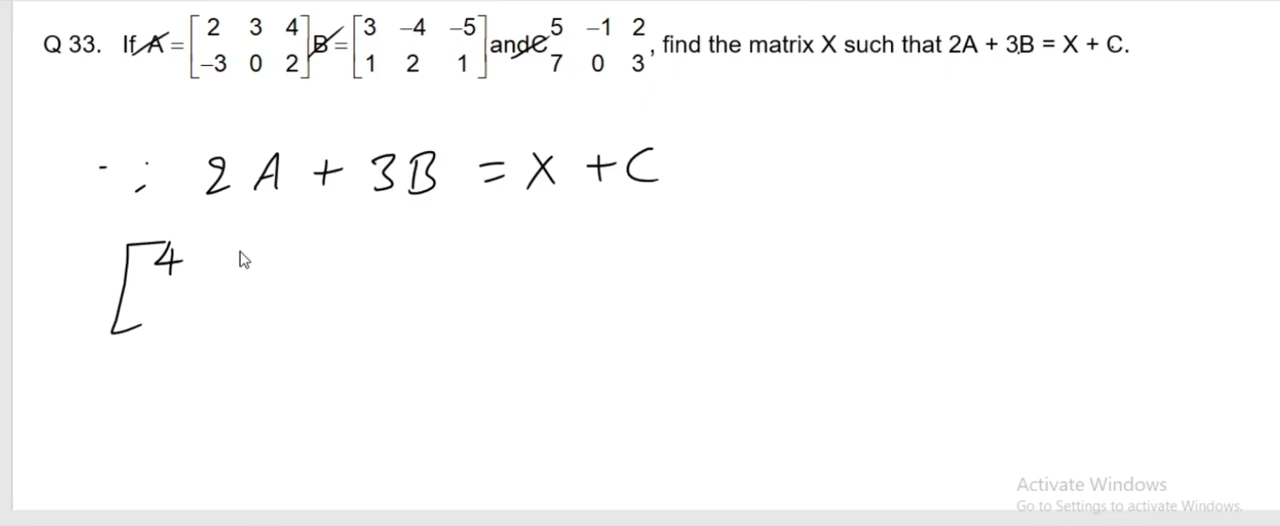 Q 33. If A = [2 3 4] B = [3 −4 −5] and C 5 −1 2 , find the matrix X such that 2A + 3B = X + C.
[−3 0 2] [1 2 1] 7 0 3
∵ 2A + 3B = X + C
[4
Activate Windows
Go to Settings to activate Windows.